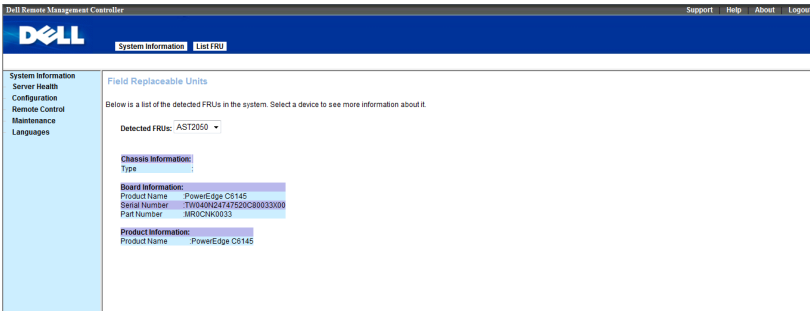 Dell Remote Management Controller
Support Help About Logout
DELL
System Information List FRU
System Information
Server Health
Configuration
Remote Control
Maintenance
Languages
Field Replaceable Units
Below is a list of the detected FRUs in the system. Select a device to see more information about it.
Detected FRUs: AST2050
Chassis Information:
Type :
Board Information:
Product Name :PowerEdge C6145
Serial Number :TW040N24747520C80033X00
Part Number :MR0CNK0033
Product Information:
Product Name :PowerEdge C6145